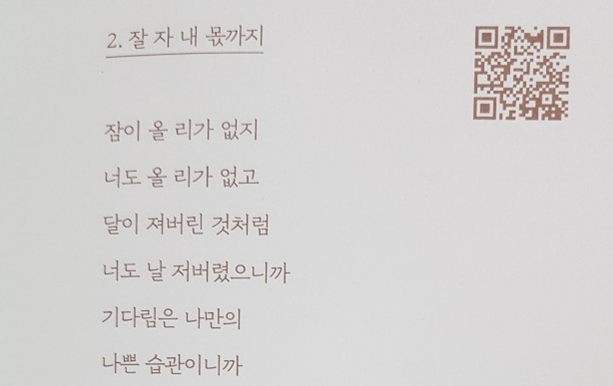 2. 잘 자 내 몫까지
잠이 올 리가 없지
너도 올 리가 없고
달이 져버린 것처럼
너도 날 저버렸으니까
기다림은 나만의
나쁜 습관이니까